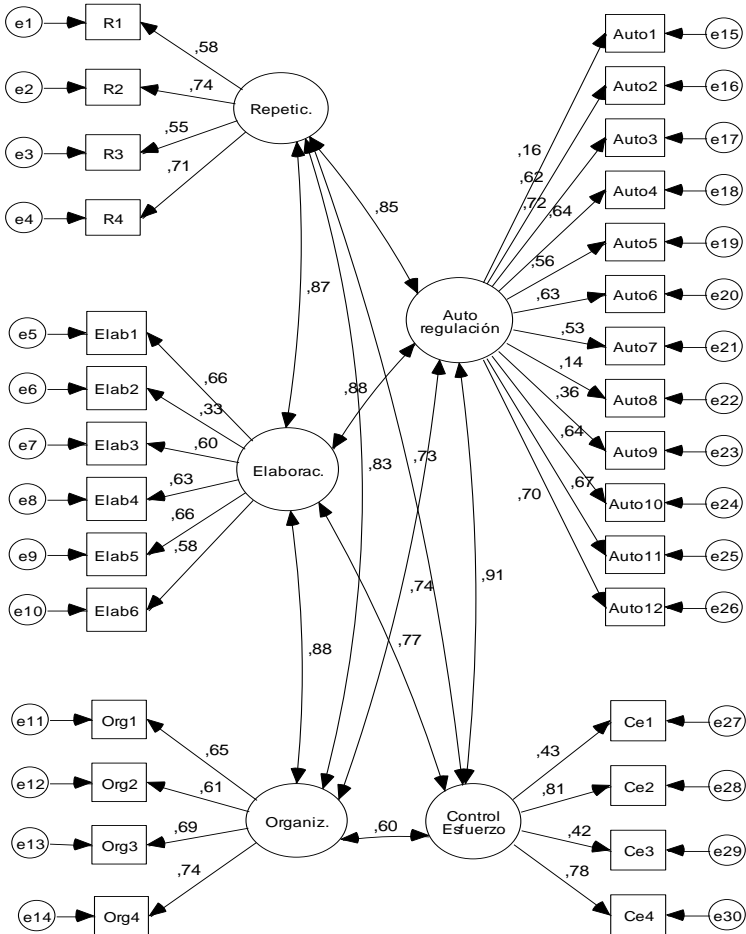 e1
R1
,58
e2
R2
,74
e3
R3
,55
e4
R4
,71
Repetic.
Auto1
e15
Auto2
e16
Auto3
e17
Auto4
e18
Auto5
e19
Auto6
e20
Auto7
e21
Auto8
e22
Auto9
e23
Auto10
e24
Auto11
e25
Auto12
e26
,16
,62
,72
,64
,56
,63
,53
,14
,36
,64
,67
,70
Auto
regulación
,85
,87
,88
,83
,73
,74
,91
,77
,88
,60
e5
Elab1
,66
e6
Elab2
,33
e7
Elab3
,60
e8
Elab4
,63
e9
Elab5
,66
e10
Elab6
,58
Elaborac.
e11
Org1
,65
e12
Org2
,61
e13
Org3
,69
e14
Org4
,74
Organiz.
Control
Esfuerzo
,43
Ce1
e27
,81
Ce2
e28
,42
Ce3
e29
,78
Ce4
e30